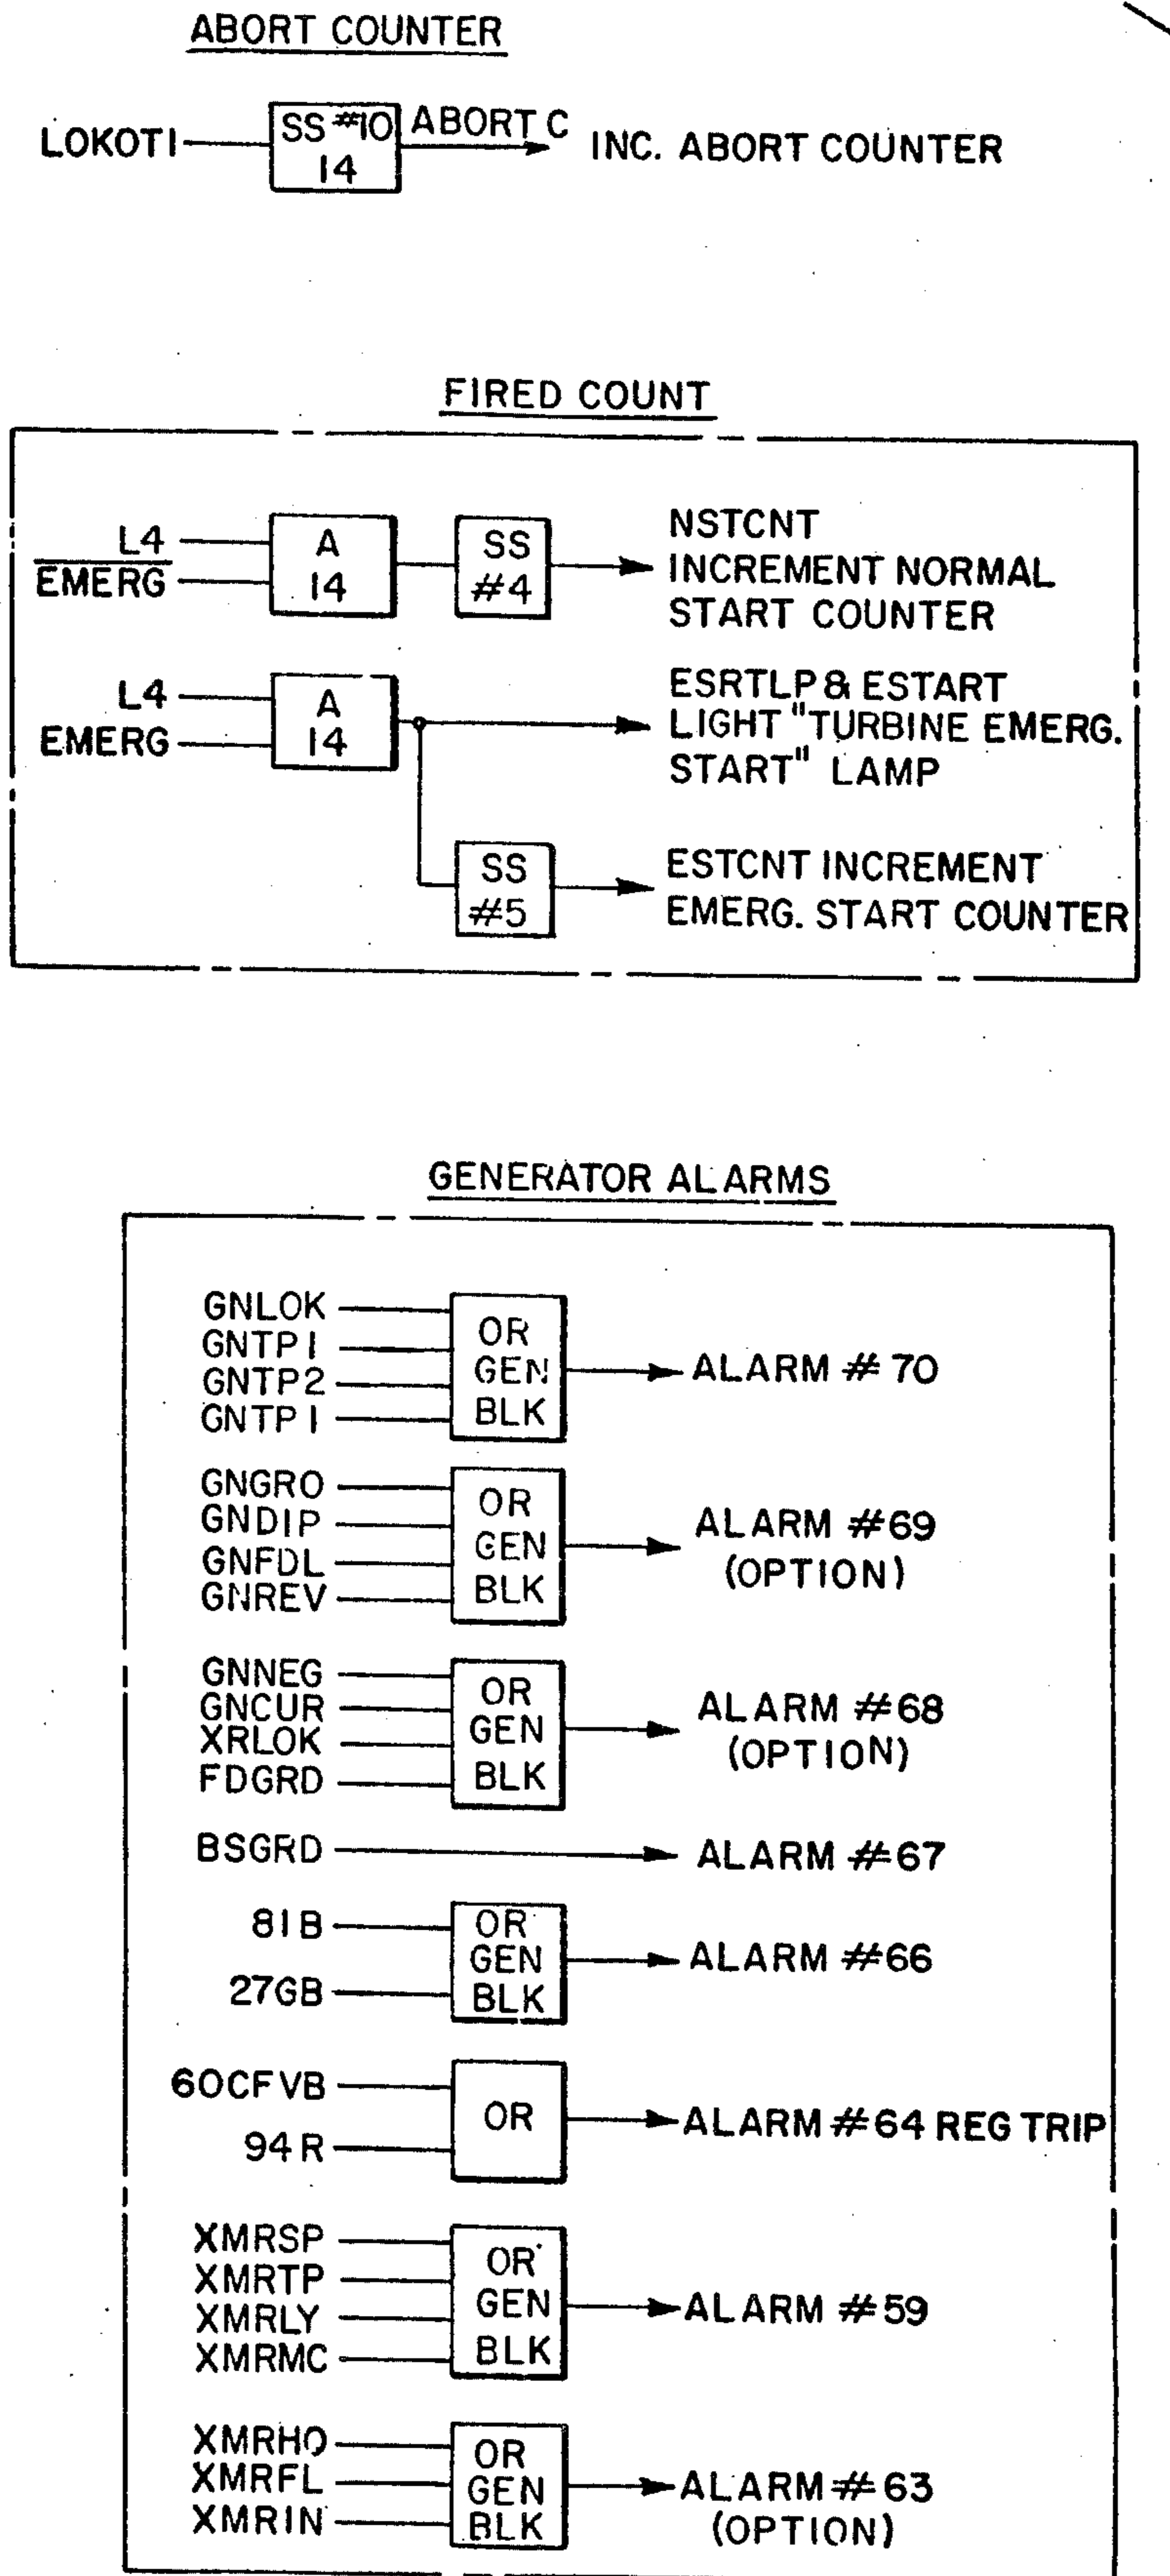 ABORT COUNTER
LOKOTI
SS #10
14
ABORT C
INC. ABORT COUNTER
FIRED COUNT
L4
EMERG
A
14
SS
#4
NSTCNT
INCREMENT NORMAL
START COUNTER
L4
EMERG
A
14
ESRTLP & ESTART
LIGHT "TURBINE EMERG.
START" LAMP
SS
#5
ESTCNT INCREMENT
EMERG. START COUNTER
GENERATOR ALARMS
GNLOK
GNTP1
GNTP2
GNTP1
OR
GEN
BLK
ALARM # 70
GNGRO
GNDIP
GNFDL
GNREV
OR
GEN
BLK
ALARM #69
(OPTION)
GNNEG
GNCUR
XRLOK
FDGRD
OR
GEN
BLK
ALARM #68
(OPTION)
BSGRD
ALARM #67
81B
27GB
OR
GEN
BLK
ALARM #66
60CFVB
94R
OR
ALARM #64 REG TRIP
XMRSP
XMRTP
XMRLY
XMRMC
OR
GEN
BLK
ALARM #59
XMRHO
XMRFL
XMRIN
OR
GEN
BLK
ALARM #63
(OPTION)